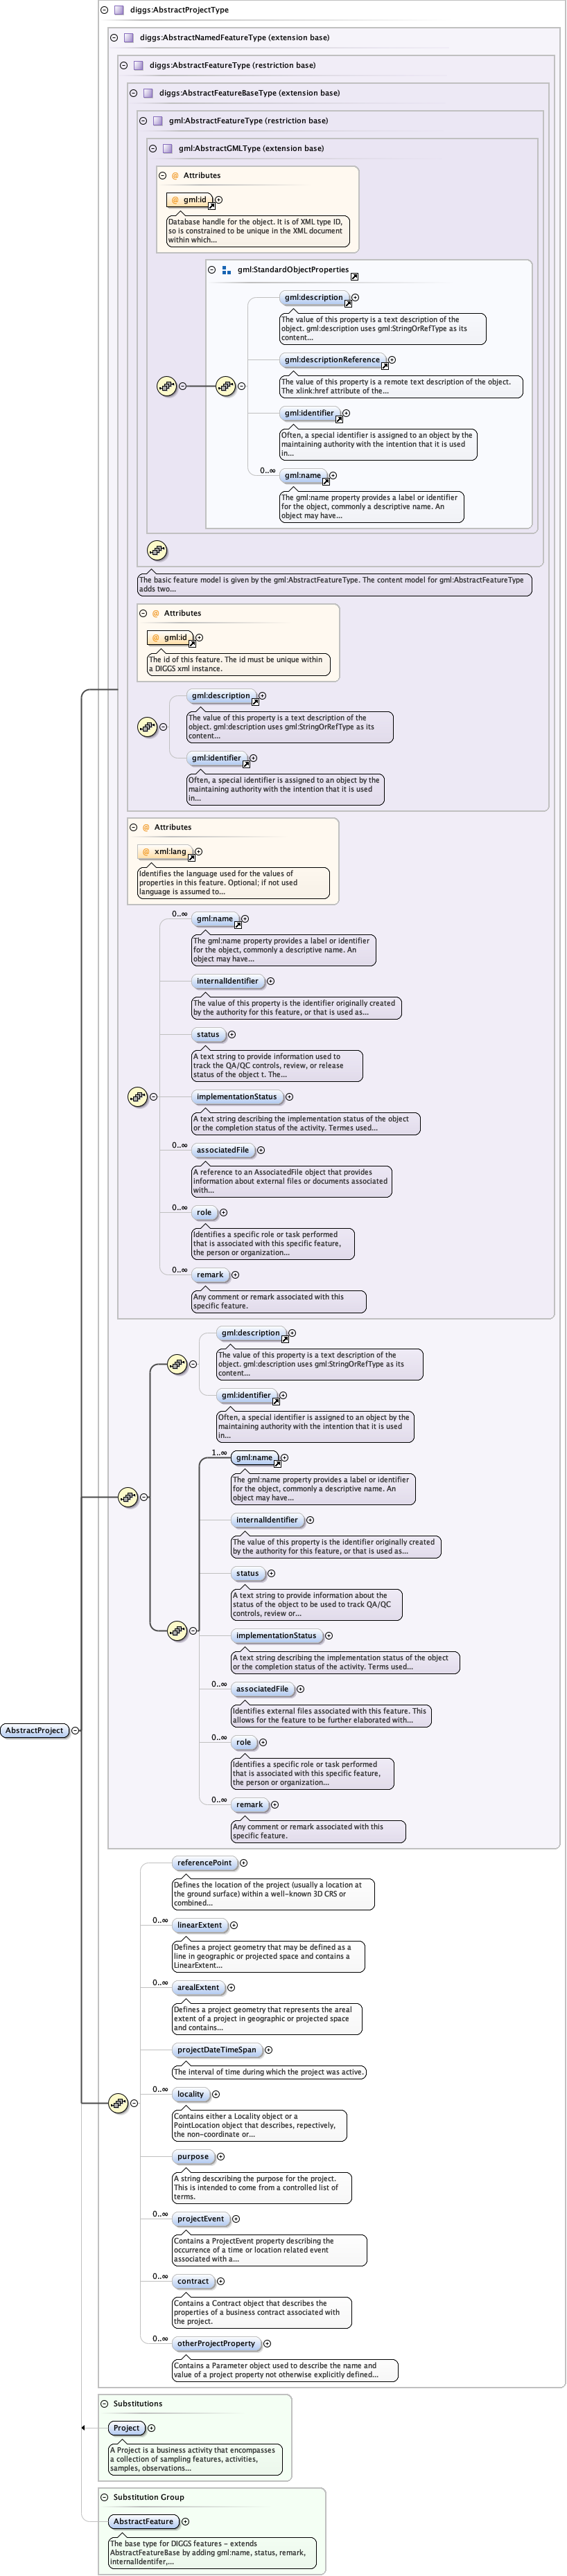 diggs:AbstractProjectType
diggs:AbstractNamedFeatureType (extension base)
diggs:AbstractFeatureType (restriction base)
diggs:AbstractFeatureBaseType (extension base)
gml:AbstractFeatureType (restriction base)
gml:AbstractGMLType (extension base)
@ Attributes
@ gml:id
Database handle for the object. It is of XML type ID,
so is constrained to be unique in the XML document
within which...
gml:StandardObjectProperties
gml:description
The value of this property is a text description of the
object. gml:description uses gml:StringOrRefType as its
content...
gml:descriptionReference
The value of this property is a remote text description of the object.
The xlink:href attribute of the...
gml:identifier
Often, a special identifier is assigned to an object by the
maintaining authority with the intention that it is used
in...
0..∞
gml:name
The gml:name property provides a label or identifier
for the object, commonly a descriptive name. An
object may have...
The basic feature model is given by the gml:AbstractFeatureType. The content model for gml:AbstractFeatureType
adds two...
@ Attributes
@ gml:id
The id of this feature. The id must be unique within
a DIGGS xml instance.
gml:description
The value of this property is a text description of the
object. gml:description uses gml:StringOrRefType as its
content...
gml:identifier
Often, a special identifier is assigned to an object by the
maintaining authority with the intention that it is used
in...
@ Attributes
@ xml:lang
Identifies the language used for the values of
properties in this feature. Optional; if not used
language is assumed to...
0..∞
gml:name
The gml:name property provides a label or identifier
for the object, commonly a descriptive name. An
object may have...
internalIdentifier
The value of this property is the identifier originally created
by the authority for this feature, or that is used as...
status
A text string to provide information used to
track the QA/QC controls, review, or release
status of the object t. The...
implementationStatus
A text string describing the implementation status of the object
or the completion status of the activity. Termes used...
0..∞
associatedFile
A reference to an AssociatedFile object that provides
information about external files or documents associated
with...
0..∞
role
Identifies a specific role or task performed
that is associated with this specific feature,
the person or organization...
0..∞
remark
Any comment or remark associated with this
specific feature.
gml:description
The value of this property is a text description of the
object. gml:description uses gml:StringOrRefType as its
content...
gml:identifier
Often, a special identifier is assigned to an object by the
maintaining authority with the intention that it is used
in...
1..∞
gml:name
The gml:name property provides a label or identifier
for the object, commonly a descriptive name. An
object may have...
internalIdentifier
The value of this property is the identifier originally created
by the authority for this feature, or that is used as...
status
A text string to provide information about the
status of the object to be used to track QA/QC
controls, review or...
implementationStatus
A text string describing the implementation status of the object
or the completion status of the activity. Terms used...
0..∞
associatedFile
Identifies external files associated with this feature. This
allows for the feature to be further elaborated with...
0..∞
role
Identifies a specific role or task performed
that is associated with this specific feature,
the person or organization...
0..∞
remark
Any comment or remark associated with this
specific feature.
AbstractProject
referencePoint
Defines the location of the project (usually a location at
the ground surface) within a well-known 3D CRS or
combined...
0..∞
linearExtent
Defines a project geometry that may be defined as a
line in geographic or projected space and contains a
LinearExtent...
0..∞
arealExtent
Defines a project geometry that represents the areal
extent of a project in geographic or projected space
and contains...
projectDateTimeSpan
The interval of time during which the project was active.
0..∞
locality
Contains either a Locality object or a
PointLocation object that describes, repectively,
the non-coordinate or...
purpose
A string descxribing the purpose for the project.
This is intended to come from a controlled list of
terms.
0..∞
projectEvent
Contains a ProjectEvent property describing the
occurrence of a time or location related event
associated with a...
0..∞
contract
Contains a Contract object that describes the
properties of a business contract associated with
the project.
0..∞
otherProjectProperty
Contains a Parameter object used to describe the name and
value of a project property not otherwise explicitly defined...
Substitutions
Project
A Project is a business activity that encompasses
a collection of sampling features, activities,
samples, observations...
Substitution Group
AbstractFeature
The base type for DIGGS features - extends
AbstractFeatureBase by adding gml:name, status, remark,
internalIdentifer,...